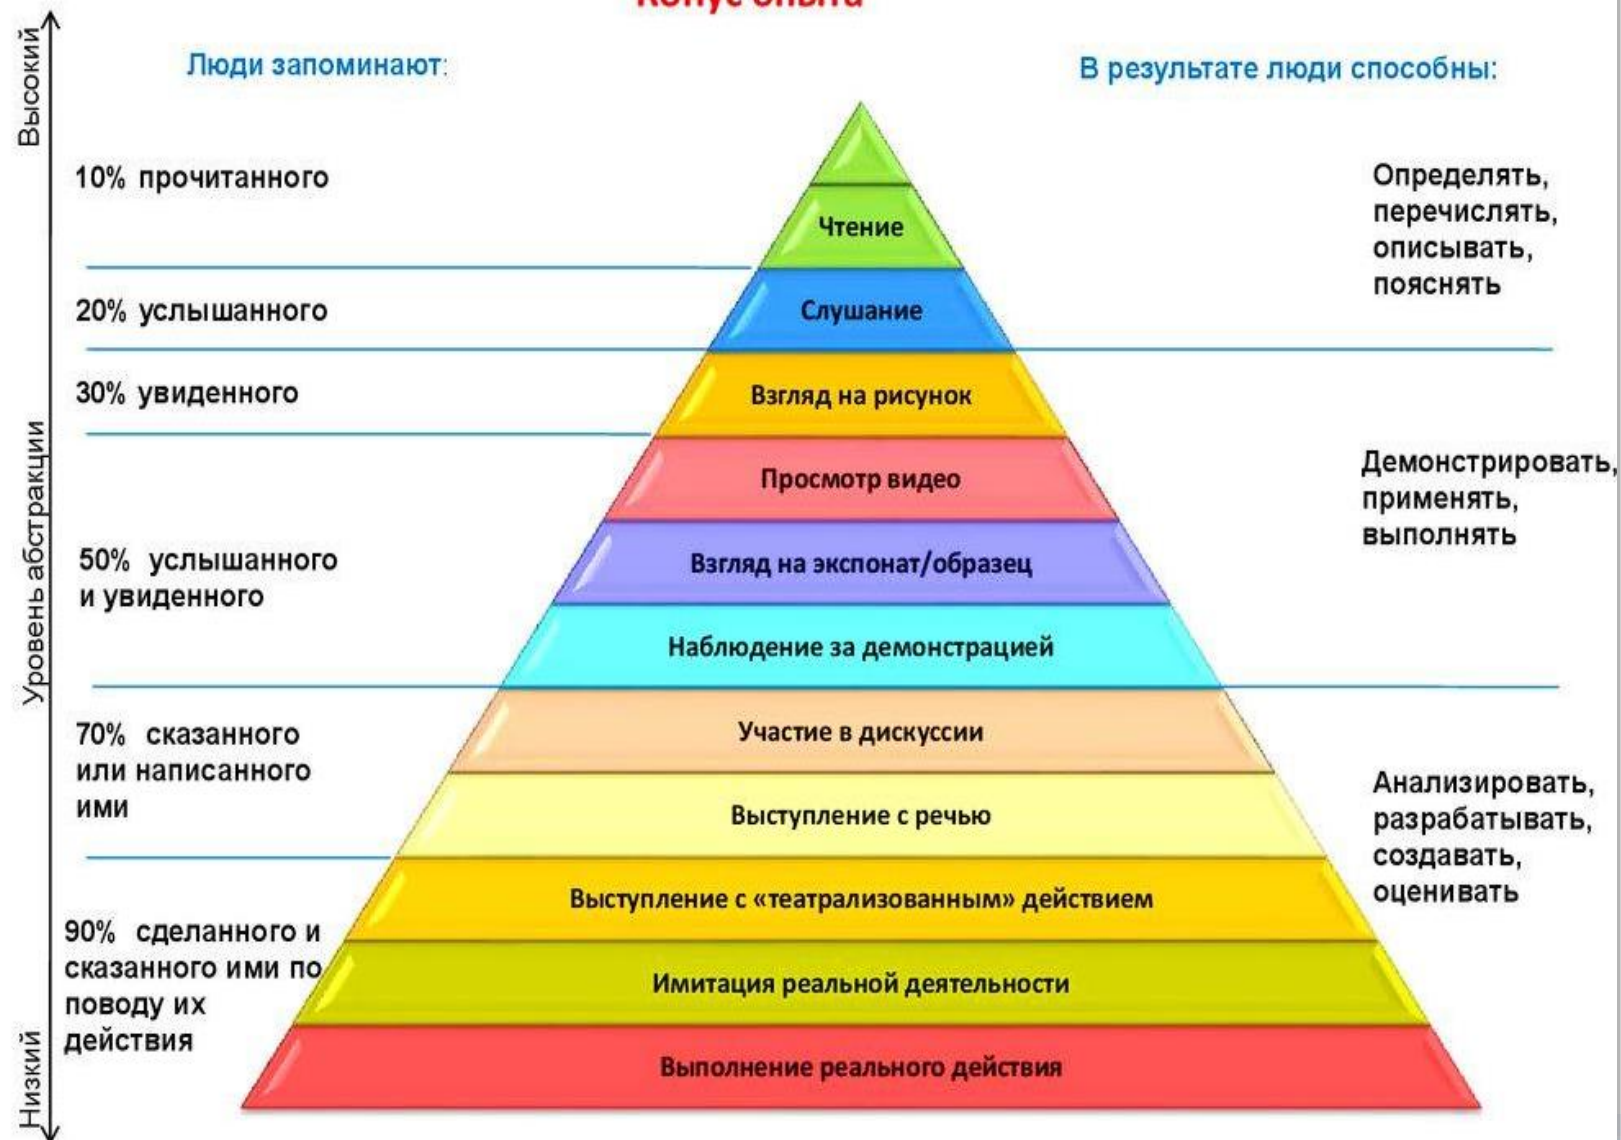 Конус опыта
Высокий
Люди запоминают:
В результате люди способны:
10% прочитанного
Определять,
перечислять,
описывать,
пояснять
Чтение
20% услышанного
Слушание
30% увиденного
Взгляд на рисунок
Уровень абстракции
Просмотр видео
Демонстрировать,
применять,
выполнять
50% услышанного
и увиденного
Взгляд на экспонат/образец
Наблюдение за демонстрацией
70% сказанного
или написанного
ими
Участие в дискуссии
Выступление с речью
Анализировать,
разрабатывать,
создавать,
оценивать
Выступление с «театрализованным» действием
90% сделанного и
сказанного ими по
поводу их
действия
Имитация реальной деятельности
Низкий
Выполнение реального действия